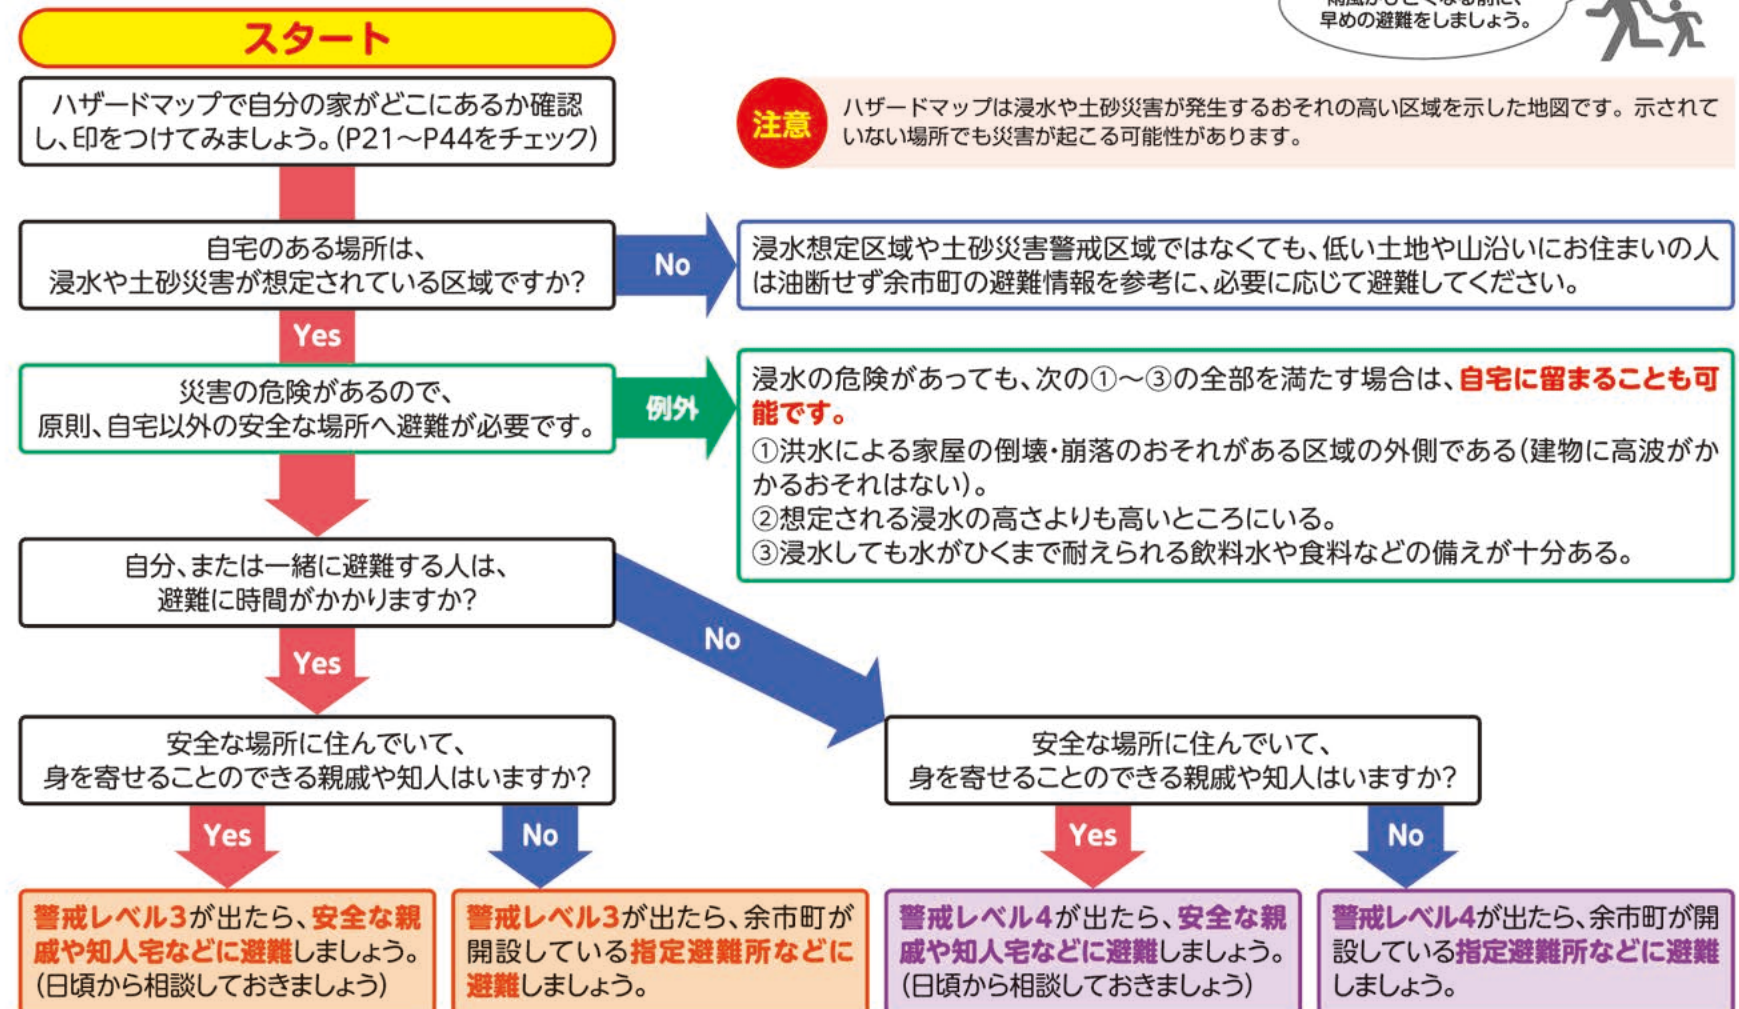 早めの避難をしましょう。
スタート
ハザードマップで自分の家がどこにあるか確認
し、印をつけてみましょう。(P21～P44をチェック)
注意
ハザードマップは浸水や土砂災害が発生するおそれの高い区域を示した地図です。示されて
いない場所でも災害が起こる可能性があります。
自宅のある場所は、
浸水や土砂災害が想定されている区域ですか?
No
浸水想定区域や土砂災害警戒区域ではなくても、低い土地や山沿いにお住まいの人
は油断せず余市町の避難情報を参考に、必要に応じて避難してください。
Yes
災害の危険があるので、
原則、自宅以外の安全な場所へ避難が必要です。
例外
浸水の危険があっても、次の①～③の全部を満たす場合は、自宅に留まることも可
能です。
①洪水による家屋の倒壊・崩落のおそれがある区域の外側である(建物に高波がか
かるおそれはない)。
②想定される浸水の高さよりも高いところにいる。
③浸水しても水がひくまで耐えられる飲料水や食料などの備えが十分ある。
自分、または一緒に避難する人は、
避難に時間がかかりますか?
No
Yes
安全な場所に住んでいて、
身を寄せることのできる親戚や知人はいますか?
Yes
No
安全な場所に住んでいて、
身を寄せることのできる親戚や知人はいますか?
Yes
No
警戒レベル3が出たら、安全な親
戚や知人宅などに避難しましょう。
(日頃から相談しておきましょう)
警戒レベル3が出たら、余市町が
開設している指定避難所などに
避難しましょう。
警戒レベル4が出たら、安全な親
戚や知人宅などに避難しましょう。
(日頃から相談しておきましょう)
警戒レベル4が出たら、余市町が開
設している指定避難所などに避難
しましょう。